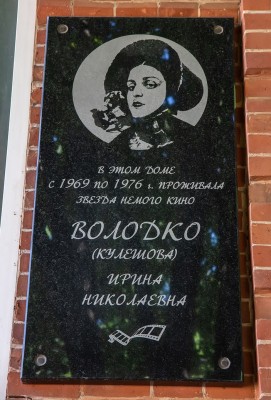 В ЭТОМ ДОМЕ
С 1969 ПО 1976 г. ПРОЖИВАЛА
ЗВЕЗДА НЕМОГО КИНО
ВОЛОДКО
(КУЛЕШОВА)
ИРИНА
НИКОЛАЕВНА